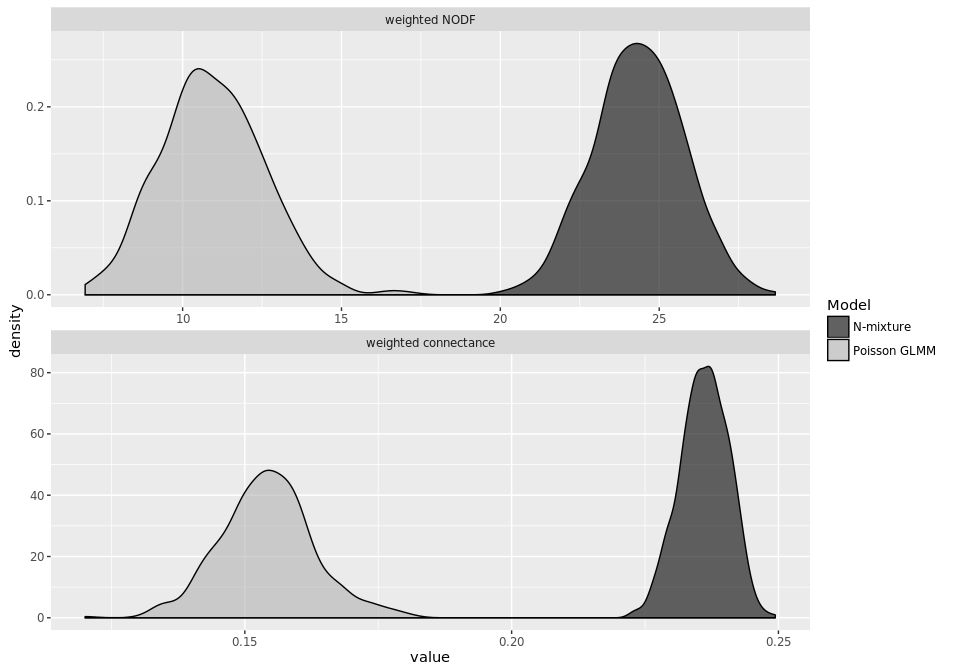 weighted NODF
0.2
0.1
0.0
10 15 20 25
density
weighted connectance
80
60
40
20
0
0.15 0.20 0.25
value
Model
N-mixture
Poisson GLMM